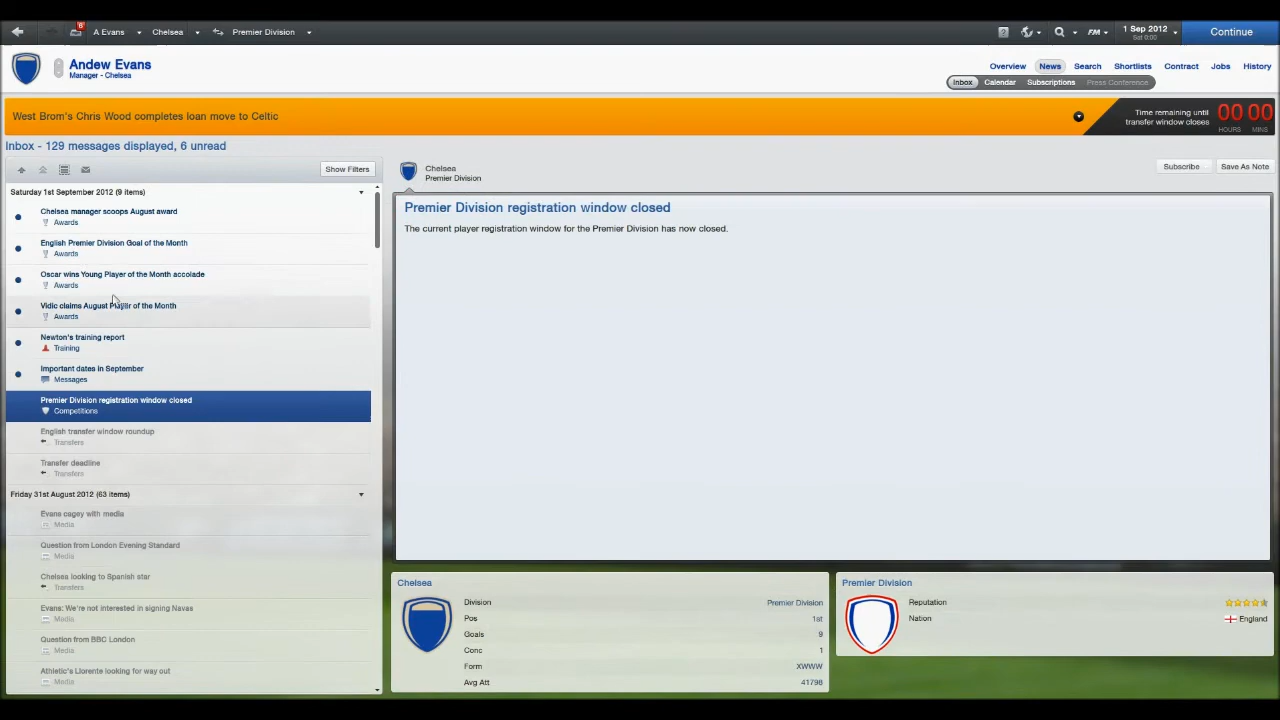 6
A Evans
Chelsea
Premier Division
FM
1 Sep 2012
Sat 0:00
Continue
Andew Evans
Manager - Chelsea
Overview
News
Search
Shortlists
Contract
Jobs
History
Inbox
Calendar
Subscriptions
Press Conference
West Brom's Chris Wood completes loan move to Celtic
Time remaining until
transfer window closes
00 00
HOURS MINS
Inbox - 129 messages displayed, 6 unread
Show Filters
Saturday 1st September 2012 (9 items)
Chelsea manager scoops August award
Awards
English Premier Division Goal of the Month
Awards
Oscar wins Young Player of the Month accolade
Awards
Vidic claims August Player of the Month
Awards
Newton's training report
Training
Important dates in September
Messages
Premier Division registration window closed
Competitions
English transfer window roundup
Transfers
Transfer deadline
Transfers
Friday 31st August 2012 (63 items)
Evans cagey with media
Media
Question from London Evening Standard
Media
Chelsea looking to Spanish star
Transfers
Evans: We're not interested in signing Navas
Media
Question from BBC London
Media
Athletic's Llorente looking for way out
Media
Chelsea
Premier Division
Subscribe
Save As Note
Premier Division registration window closed
The current player registration window for the Premier Division has now closed.
Chelsea
Division Premier Division
Pos 1st
Goals 9
Conc 1
Form XWWW
Avg Att 41798
Premier Division
Reputation
Nation England